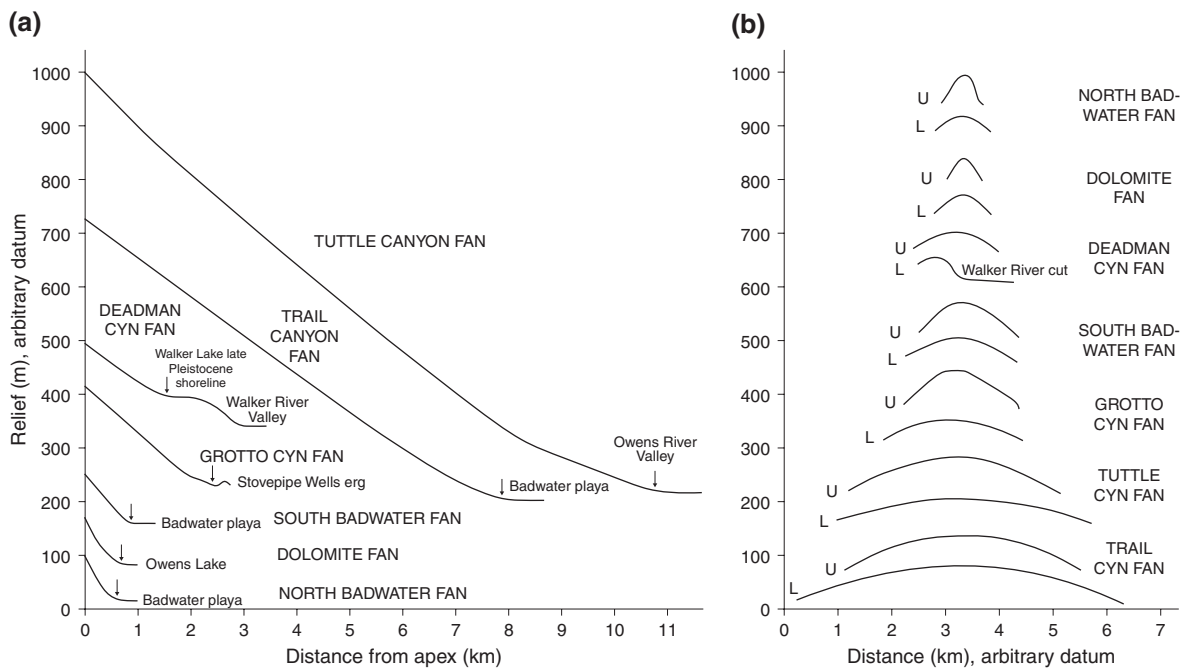 (a)
Relief (m), arbitrary datum
1000
900
800
700
600
500
400
300
200
100
0
TUTTLE CANYON FAN
DEADMAN
CYN FAN
TRAIL
CANYON
FAN
Walker Lake late
Pleistocene
shoreline
Walker River
Valley
GROTTO CYN FAN
Stovepipe Wells erg
Owens River
Valley
Badwater playa
Badwater playa
SOUTH BADWATER FAN
DOLOMITE FAN
Owens Lake
NORTH BADWATER FAN
Badwater playa
0 1 2 3 4 5 6 7 8 9 10 11
Distance from apex (km)
(b)
1000
900
800
700
600
500
400
300
200
100
0
U
L
NORTH BAD-
WATER FAN
U
L
DOLOMITE
FAN
U
L
Walker River cut
DEADMAN
CYN FAN
U
L
SOUTH BAD-
WATER FAN
U
L
GROTTO
CYN FAN
U
L
TUTTLE
CYN FAN
U
L
TRAIL
CYN FAN
0 1 2 3 4 5 6 7
Distance (km), arbitrary datum